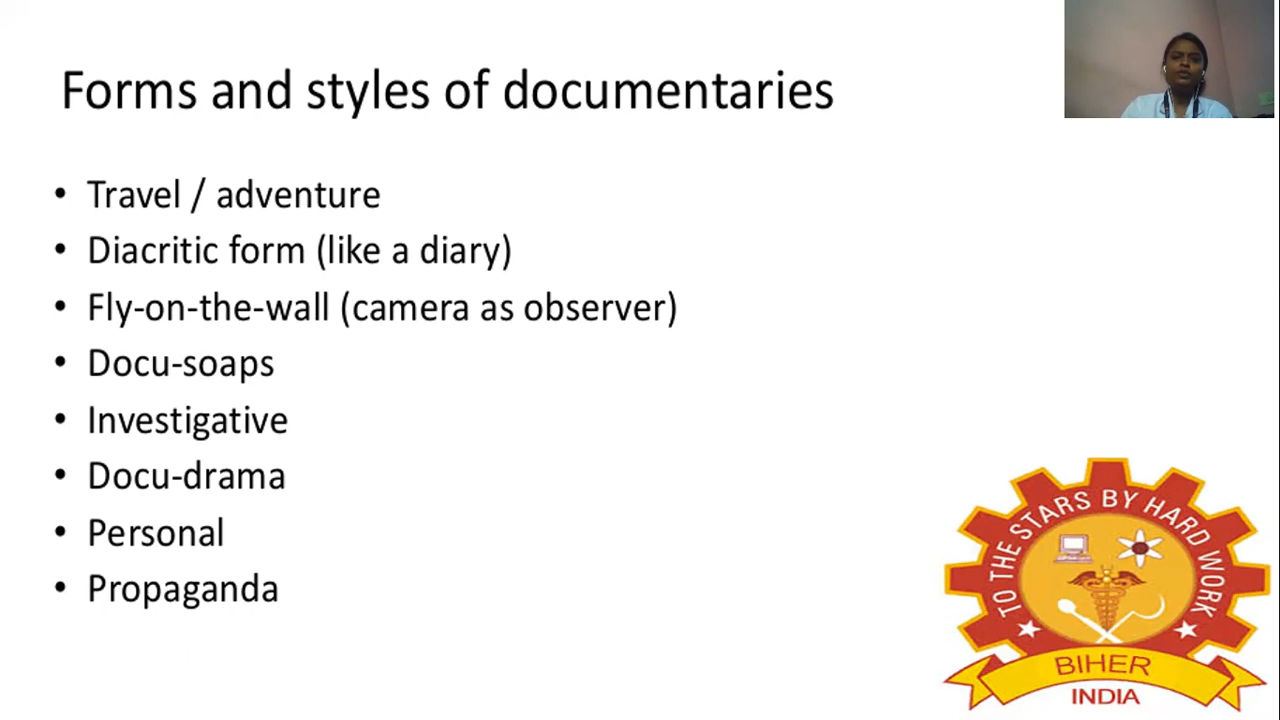 Forms and styles of documentaries
• Travel / adventure
• Diacritic form (like a diary)
• Fly-on-the-wall (camera as observer)
• Docu-soaps
• Investigative
• Docu-drama
• Personal
• Propaganda
TO THE STARS BY HARD WORK
BIHER
INDIA